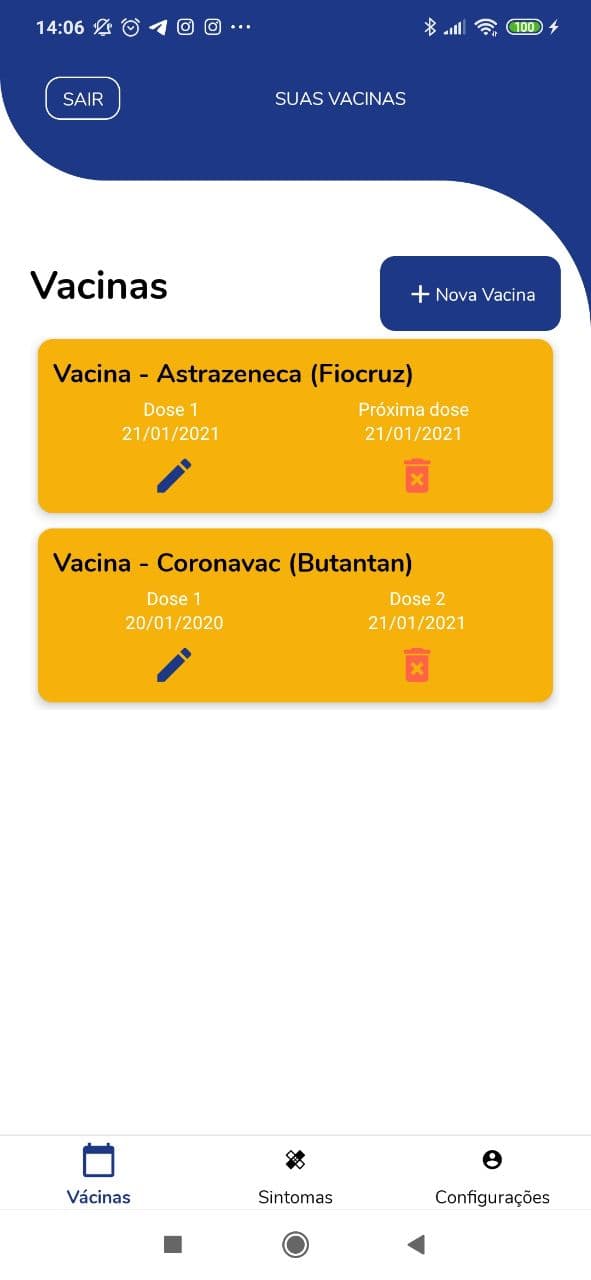 14:06
100
SAIR
SUAS VACINAS
Vacinas
+ Nova Vacina
Vacina - Astrazeneca (Fiocruz)
Dose 1
Próxima dose
21/01/2021
21/01/2021
Vacina - Coronavac (Butantan)
Dose 1
Dose 2
20/01/2020
21/01/2021
Vácinas
Sintomas
Configurações